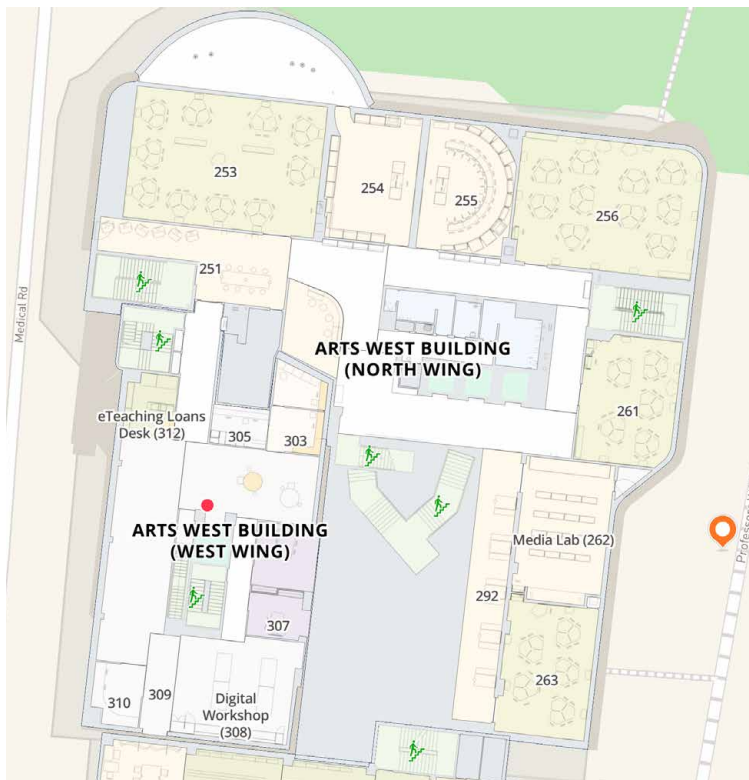 253
254
255
256
251
Medical Rd
ARTS WEST BUILDING
(NORTH WING)
eTeaching Loans
Desk (312)
305
303
261
ARTS WEST BUILDING
(WEST WING)
Media Lab (262)
292
307
263
310
309
Digital
Workshop
(308)